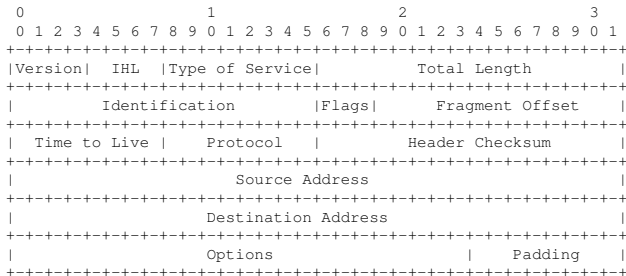 0                   1                   2                   3
0 1 2 3 4 5 6 7 8 9 0 1 2 3 4 5 6 7 8 9 0 1 2 3 4 5 6 7 8 9 0 1
+-+-+-+-+-+-+-+-+-+-+-+-+-+-+-+-+-+-+-+-+-+-+-+-+-+-+-+-+-+-+-+-+
|Version|  IHL  |Type of Service|          Total Length         |
+-+-+-+-+-+-+-+-+-+-+-+-+-+-+-+-+-+-+-+-+-+-+-+-+-+-+-+-+-+-+-+-+
|         Identification        |Flags|      Fragment Offset    |
+-+-+-+-+-+-+-+-+-+-+-+-+-+-+-+-+-+-+-+-+-+-+-+-+-+-+-+-+-+-+-+-+
|  Time to Live |    Protocol   |         Header Checksum       |
+-+-+-+-+-+-+-+-+-+-+-+-+-+-+-+-+-+-+-+-+-+-+-+-+-+-+-+-+-+-+-+-+
|                       Source Address                          |
+-+-+-+-+-+-+-+-+-+-+-+-+-+-+-+-+-+-+-+-+-+-+-+-+-+-+-+-+-+-+-+-+
|                    Destination Address                        |
+-+-+-+-+-+-+-+-+-+-+-+-+-+-+-+-+-+-+-+-+-+-+-+-+-+-+-+-+-+-+-+-+
|                    Options                    |    Padding    |
+-+-+-+-+-+-+-+-+-+-+-+-+-+-+-+-+-+-+-+-+-+-+-+-+-+-+-+-+-+-+-+-+